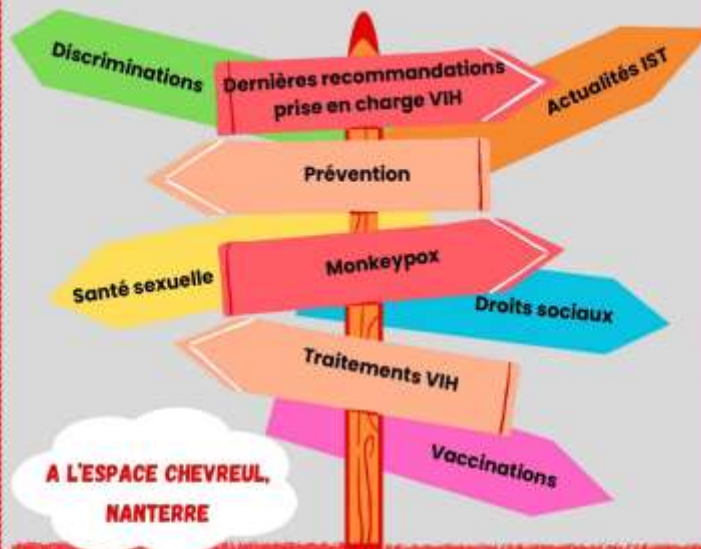 Discriminations
Dernières recommandations
prise en charge VIH
Actualités IST
Prévention
Santé sexuelle
Monkeypox
Droits sociaux
Traitements VIH
Vaccinations
A L'ESPACE CHEVREUL,
NANTERRE